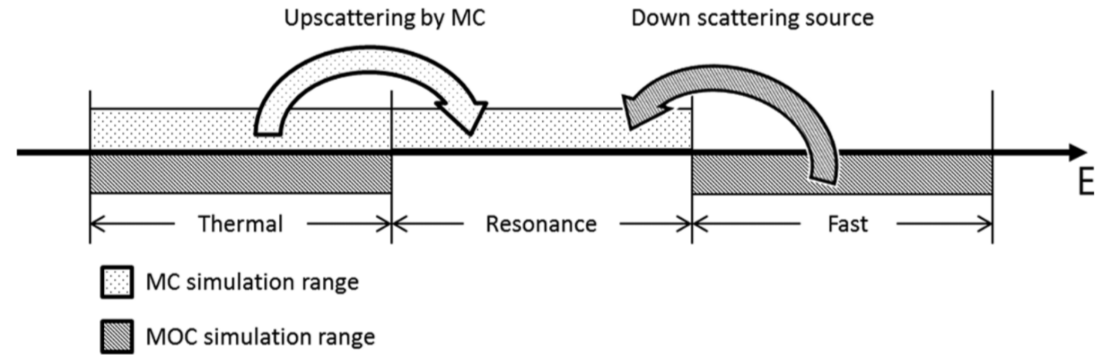 Upscattering by MC
Down scattering source
E
Thermal
Resonance
Fast
MC simulation range
MOC simulation range